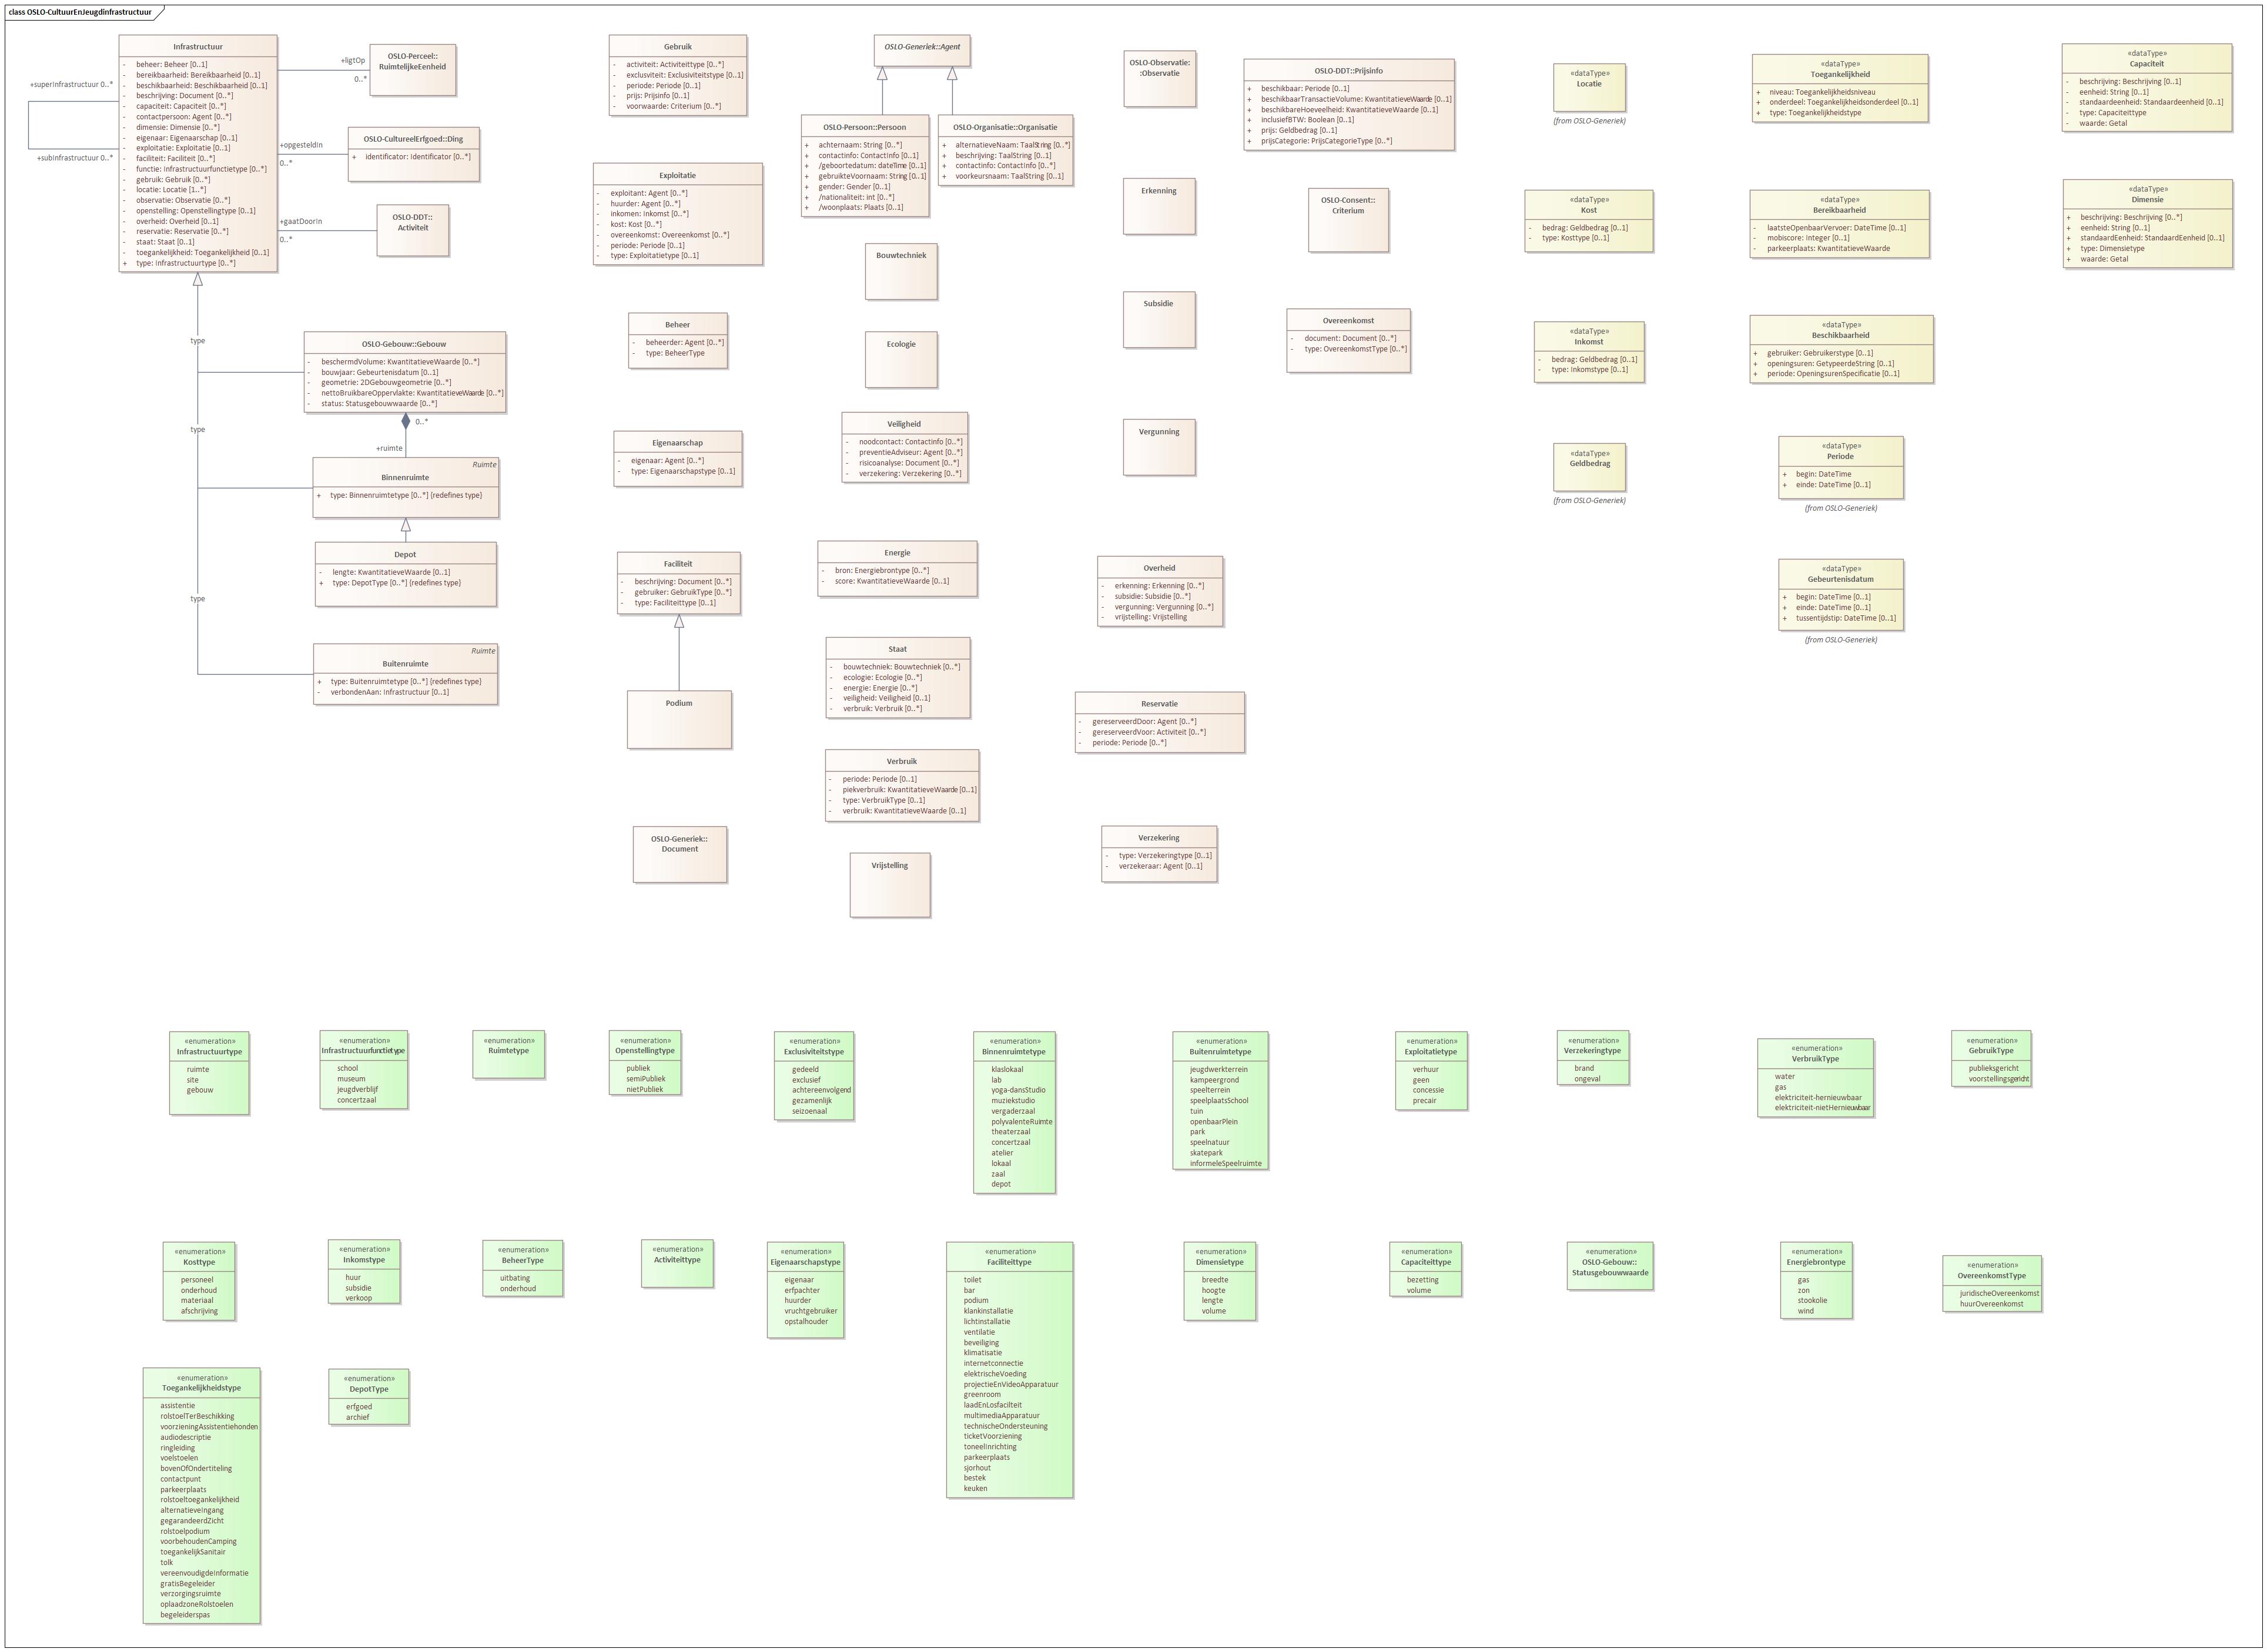 class OSLO-CultuurEnJeugdinfrastructuur
Infrastructuur
- beheer: Beheer [0..1]
- bereikbaarheid: Bereikbaarheid [0..1]
- beschikbaarheid: Beschikbaarheid [0..1]
- beschrijving: Document [0..*]
- capaciteit: Capaciteit [0..*]
- contactpersoon: Agent [0..*]
- dimensie: Dimensie [0..*]
- eigenaar: Eigenaarschap [0..*]
- exploitatie: Exploitatie [0..1]
- faciliteit: Faciliteit [0..*]
- functie: Infrastructuurfunctietype [0..*]
- gebruik: Gebruik [0..*]
- locatie: Locatie [1..*]
- observatie: Observatie [0..*]
- openstelling: Openstellingtype [0..1]
- overheid: Overheid [0..1]
- reservatie: Reservatie [0..*]
- staat: Staat [0..1]
- toegankelijkheid: Toegankelijkheid [0..1]
+ type: Infrastructuurtype [0..*]
+superInfrastructuur 0..*
+subinfrastructuur 0..*
+ligtOp
0..*
OSLO-Perceel::
RuimtelijkeEenheid
+opgesteldIn
0..*
OSLO-CultureelErfgoed::Ding
+ identificator: Identificator [0..*]
+gaatDoorIn
0..*
OSLO-DDT::
Activiteit
type
type
type
OSLO-Gebouw::Gebouw
- beschermdVolume: KwantitatieveWaarde [0..*]
- bouwjaar: Gebeurtenisdatum [0..1]
- geometrie: 2DGebouwgeometrie [0..*]
- nettoBruikbareOppervlakte: KwantitatieveWaarde [0..*]
- status: Statusgebouwwaarde [0..*]
0..*
+ruimte
Ruimte
Binnenruimte
+ type: Binnenruimtetype [0..*] {redefines type}
Depot
- lengte: KwantitatieveWaarde [0..1]
+ type: DepotType [0..*] {redefines type}
Ruimte
Buitenruimte
+ type: Buitenruimtetype [0..*] {redefines type}
- verbondenAan: Infrastructuur [0..1]
Gebruik
- activiteit: Activiteittype [0..*]
- exclusviteit: Exclusiviteitstype [0..1]
- periode: Periode [0..1]
- prijs: Prijsinfo [0..1]
- voorwaarde: Criterium [0..*]
Exploitatie
- exploitant: Agent [0..*]
- huurder: Agent [0..*]
- inkomen: Inkomst [0..*]
- kost: Kost [0..*]
- overeenkomst: Overeenkomst [0..*]
- periode: Periode [0..1]
- type: Exploitatietype [0..1]
Beheer
- beheerder: Agent [0..*]
- type: BeheerType
Eigenaarschap
- eigenaar: Agent [0..*]
- type: Eigenaarschapstype [0..1]
Faciliteit
- beschrijving: Document [0..*]
- gebruiker: GebruikType [0..*]
- type: Faciliteittype [0..1]
Podium
OSLO-Generiek::
Document
OSLO-Generiek::Agent
OSLO-Persoon::Persoon
+ achternaam: String [0..*]
+ contactinfo: ContactInfo [0..1]
+ /geboortedatum: dateTime [0..1]
+ gebruikteVoornaam: String [0..1]
+ gender: Gender [0..1]
+ /nationaliteit: int [0..*]
+ /woonplaats: Plaats [0..1]
OSLO-Organisatie::Organisatie
+ alternatieveNaam: TaalString [0..*]
+ beschrijving: TaalString [0..1]
+ contactinfo: ContactInfo [0..1]
+ voorkeursnaam: TaalString [0..1]
Bouwtechniek
Ecologie
Veiligheid
- noodcontact: Contactinfo [0..*]
- preventieAdviseur: Agent [0..*]
- risicoanalyse: Document [0..*]
- verzekering: Verzekering [0..*]
Energie
- bron: Energiebrontype [0..*]
- score: KwantitatieveWaarde [0..1]
Staat
- bouwtechniek: Bouwtechniek [0..*]
- ecologie: Ecologie [0..*]
- energie: Energie [0..*]
- veiligheid: Veiligheid [0..1]
- verbruik: Verbruik [0..*]
Verbruik
- periode: Periode [0..1]
- piekverbruik: KwantitatieveWaarde [0..1]
- type: VerbruikType [0..1]
- verbruik: KwantitatieveWaarde [0..1]
Vrijstelling
OSLO-Observatie:
:Observatie
Erkenning
Subsidie
Vergunning
Overheid
- erkenning: Erkenning [0..*]
- subsidie: Subsidie [0..*]
- vergunning: Vergunning [0..*]
- vrijstelling: Vrijstelling
Reservatie
- gereserveerdDoor: Agent [0..*]
- gereserveerdVoor: Activiteit [0..*]
- periode: Periode [0..*]
Verzekering
- type: Verzekeringtype [0..1]
- verzekeraar: Agent [0..1]
OSLO-DDT::Prijsinfo
+ beschikbaar: Periode [0..1]
+ beschikbaarTransactieVolume: KwantitatieveWaarde [0..1]
+ beschikbareHoeveelheid: KwantitatieveWaarde [0..1]
+ inclusiefBTW: Boolean [0..1]
+ prijs: Geldbedrag [0..1]
+ prijsCategorie: PrijsCategorieType [0..*]
OSLO-Consent::
Criterium
Overeenkomst
- document: Document [0..*]
- type: OvereenkomstType [0..*]
«dataType»
Locatie
(from OSLO-Generiek)
«dataType»
Kost
- bedrag: Geldbedrag [0..1]
- type: Kosttype [0..1]
«dataType»
Inkomst
- bedrag: Geldbedrag [0..1]
- type: Inkomstype [0..1]
«dataType»
Geldbedrag
(from OSLO-Generiek)
«dataType»
Toegankelijkheid
+ niveau: Toegankelijkheidsniveau
+ onderdeel: Toegankelijkheidsonderdeel [0..1]
+ type: Toegankelijkheidstype
«dataType»
Bereikbaarheid
- laatsteOpenbaarVervoer: DateTime [0..1]
- mobiscore: Integer [0..1]
- parkeerplaats: KwantitatieveWaarde
«dataType»
Beschikbaarheid
+ gebruiker: Gebruikerstype [0..1]
+ openingsuren: GetypeerdeString [0..1]
+ periode: OpeningsurenSpecificatie [0..1]
«dataType»
Periode
+ begin: DateTime
+ einde: DateTime [0..1]
(from OSLO-Generiek)
«dataType»
Gebeurtenisdatum
+ begin: DateTime [0..1]
+ einde: DateTime [0..1]
+ tussentijdstip: DateTime [0..1]
(from OSLO-Generiek)
«dataType»
Capaciteit
- beschrijving: Beschrijving [0..1]
- eenheid: String [0..1]
- standaardeenheid: Standaardeenheid [0..1]
- type: Capaciteittype
- waarde: Getal
«dataType»
Dimensie
+ beschrijving: Beschrijving [0..*]
+ eenheid: String [0..1]
+ standaardEenheid: StandaardEenheid [0..1]
+ type: Dimensietype
+ waarde: Getal
«enumeration»
Infrastructuurtype
ruimte
site
gebouw
«enumeration»
Infrastructuurfunctietype
school
museum
jeugdverblijf
concertzaal
«enumeration»
Ruimtetype
«enumeration»
Openstellingtype
publiek
semiPubliek
nietPubliek
«enumeration»
Exclusiviteitstype
gedeeld
exclusief
achtereenvolgend
gezamenlijk
seizoenaal
«enumeration»
Binnenruimtetype
klaslokaal
lab
yoga-dansStudio
muziekstudio
vergaderzaal
polyvalenteRuimte
theaterzaal
concertzaal
atelier
lokaal
zaal
depot
«enumeration»
Buitenruimtetype
jeugdwerkterrein
kampeergrond
speelterrein
speelplaatsSchool
tuin
openbaarPlein
park
speelnatuur
skatepark
informeleSpeelruimte
«enumeration»
Exploitatietype
verhuur
geen
concessie
precair
«enumeration»
Verzekeringtype
brand
ongeval
«enumeration»
VerbruikType
water
gas
elektriciteit-hernieuwbaar
elektriciteit-nietHernieuwbaar
«enumeration»
GebruikType
publieksgericht
voorstellingsgericht
«enumeration»
Kosttype
personeel
onderhoud
materiaal
afschrijving
«enumeration»
Inkomstype
huur
subsidie
verkoop
«enumeration»
BeheerType
uitbating
onderhoud
«enumeration»
Activiteittype
«enumeration»
Eigenaarschapstype
eigenaar
erfpachter
huurder
vruchtgebruiker
opstalhouder
«enumeration»
Faciliteittype
toilet
bar
podium
klankinstallatie
lichtinstallatie
ventilatie
beveiliging
klimatisatie
internetconnectie
elektrischeVoeding
projectieEnVideoApparatuur
greenroom
laadEnLosfacilteit
multimediaApparatuur
technischeOndersteuning
ticketVoorziening
toneelInrichting
parkeerplaats
sjorhout
bestek
keuken
«enumeration»
Dimensietype
breedte
hoogte
lengte
volume
«enumeration»
Capaciteittype
bezetting
volume
«enumeration»
OSLO-Gebouw::
Statusgebouwwaarde
«enumeration»
Energiebrontype
gas
zon
stookolie
wind
«enumeration»
OvereenkomstType
juridischeOvereenkomst
huurOvereenkomst
«enumeration»
Toegankelijkheidstype
assistentie
rolstoelTerBeschikking
voorzieningAssistentiehonden
audiodescriptie
ringleiding
voelstoelen
bovenOfOndertiteling
contactpunt
parkeerplaats
rolstoeltoegankelijkheid
alternatieveIngang
gegarandeerdZicht
rolstoelpodium
voorbehoudenCamping
toegankelijkSanitair
tolk
vereenvoudigdeInformatie
gratisBegeleider
verzorgingsruimte
oplaadzoneRolstoelen
begeleiderspas
«enumeration»
DepotType
erfgoed
archief